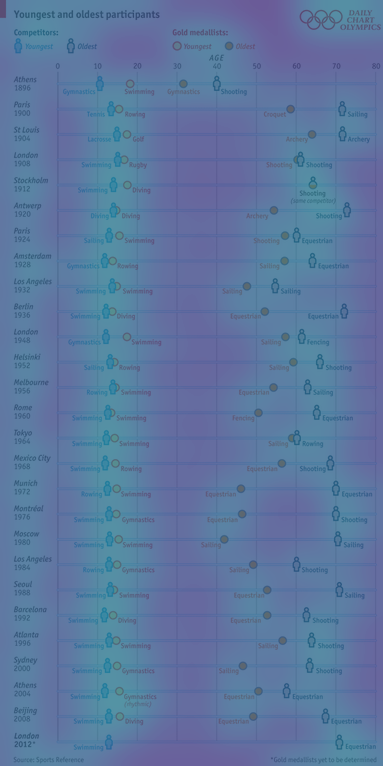 Youngest and oldest participants
DAILY
CHART
OLYMPICS
Competitors:
Youngest Oldest
Gold medallists:
Youngest Oldest
AGE
0 10 20 30 40 50 60 70 80
Athens
1896
Gymnastics Swimming Gymnastics Shooting
Paris
1900
Tennis Rowing Croquet Sailing
St Louis
1904
Lacrosse Golf Archery Archery
London
1908
Swimming Rugby Shooting Shooting
Stockholm
1912
Swimming Diving Shooting
(same competitor)
Antwerp
1920
Diving Diving Archery Shooting
Paris
1924
Sailing Swimming Shooting Equestrian
Amsterdam
1928
Gymnastics Rowing Sailing Equestrian
Los Angeles
1932
Swimming Swimming Sailing Sailing
Berlin
1936
Swimming Diving Equestrian Equestrian
London
1948
Gymnastics Swimming Sailing Fencing
Helsinki
1952
Sailing Rowing Sailing Shooting
Melbourne
1956
Rowing Swimming Equestrian Sailing
Rome
1960
Swimming Swimming Fencing Equestrian
Tokyo
1964
Swimming Swimming Sailing Rowing
Mexico City
1968
Swimming Rowing Equestrian Shooting
Munich
1972
Rowing Swimming Equestrian Equestrian
Montréal
1976
Swimming Gymnastics Equestrian Shooting
Moscow
1980
Swimming Swimming Sailing Sailing
Los Angeles
1984
Rowing Gymnastics Sailing Shooting
Seoul
1988
Swimming Swimming Equestrian Sailing
Barcelona
1992
Swimming Diving Equestrian Shooting
Atlanta
1996
Swimming Swimming Sailing Shooting
Sydney
2000
Swimming Gymnastics Sailing Shooting
Athens
2004
Swimming Gymnastics
(rhythmic) Equestrian Equestrian
Beijing
2008
Swimming Diving Equestrian Equestrian
London
2012*
Swimming Equestrian
Source: Sports Reference
*Gold medallists yet to be determined